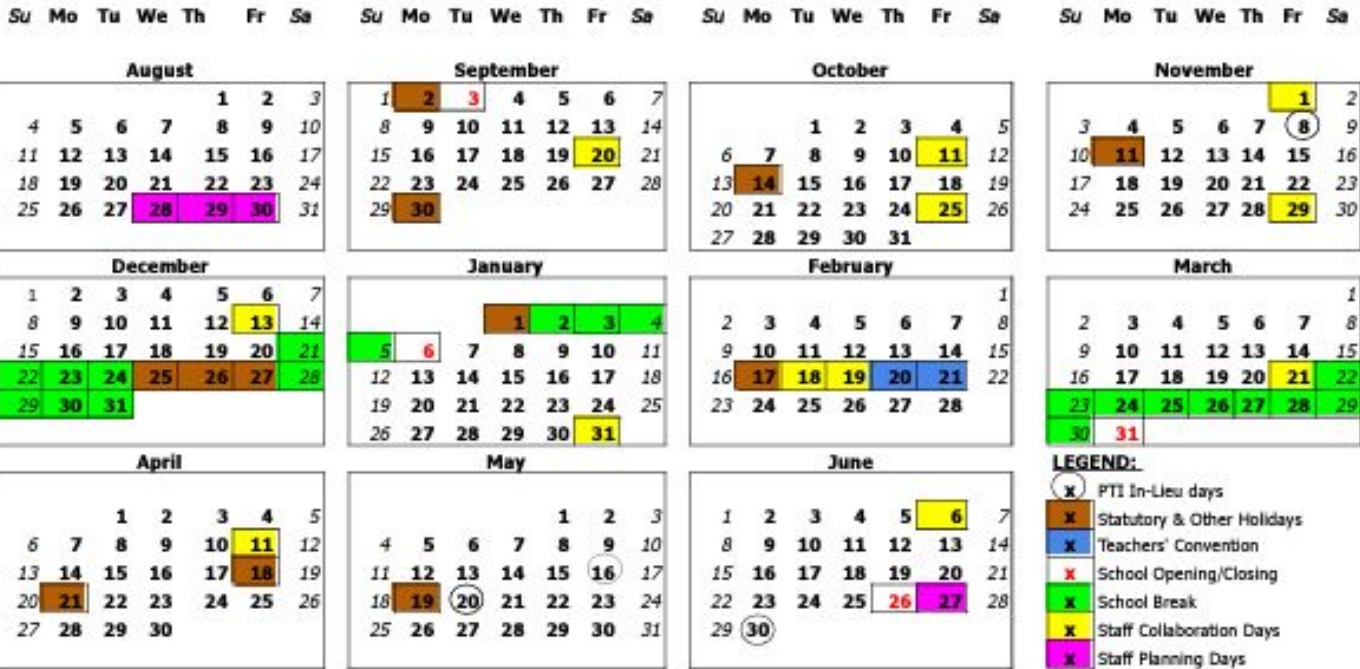 Su Mo Tu We Th Fr Sa Su Mo Tu We Th Fr Sa Su Mo Tu We Th Fr Sa Su Mo Tu We Th Fr Sa
August
1 2 3
4 5 6 7 8 9 10
11 12 13 14 15 16 17
18 19 20 21 22 23 24
25 26 27 28 29 30 31
September
1 2 3 4 5 6 7
8 9 10 11 12 13 14
15 16 17 18 19 20 21
22 23 24 25 26 27 28
29 30
October
1 2 3 4 5
6 7 8 9 10 11 12
13 14 15 16 17 18 19
20 21 22 23 24 25 26
27 28 29 30 31
November
1 2
3 4 5 6 7 8 9
10 11 12 13 14 15 16
17 18 19 20 21 22 23
24 25 26 27 28 29 30
December
1 2 3 4 5 6 7
8 9 10 11 12 13 14
15 16 17 18 19 20 21
22 23 24 25 26 27 28
29 30 31
January
1 2 3 4
5 6 7 8 9 10 11
12 13 14 15 16 17 18
19 20 21 22 23 24 25
26 27 28 29 30 31
February
1
2 3 4 5 6 7 8
9 10 11 12 13 14 15
16 17 18 19 20 21 22
23 24 25 26 27 28
March
1
2 3 4 5 6 7 8
9 10 11 12 13 14 15
16 17 18 19 20 21 22
23 24 25 26 27 28 29
30 31
April
1 2 3 4 5
6 7 8 9 10 11 12
13 14 15 16 17 18 19
20 21 22 23 24 25 26
27 28 29 30
May
1 2 3
4 5 6 7 8 9 10
11 12 13 14 15 16 17
18 19 20 21 22 23 24
25 26 27 28 29 30 31
June
1 2 3 4 5 6 7
8 9 10 11 12 13 14
15 16 17 18 19 20 21
22 23 24 25 26 27 28
29 30
LEGEND:
x PTI In-Lieu days
x Statutory & Other Holidays
x Teachers' Convention
x School Opening/Closing
x School Break
x Staff Collaboration Days
x Staff Planning Days